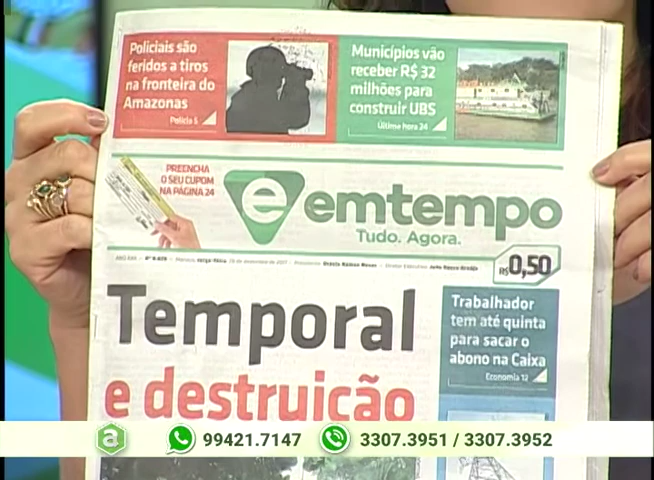 Policiais são
feridos a tiros
na fronteira do
Amazonas
Polícia 5
Municípios vão
receber R$ 32
milhões para
construir UBS
Última hora 24
PREENCHA
O SEU CUPOM
NA PÁGINA 24
e emtempo
Tudo. Agora.
R$ 0,50
Temporal
e destruição
Trabalhador
tem até quinta
para sacar o
abono na Caixa
Economia 12
a 99421.7147 3307.3951 / 3307.3952